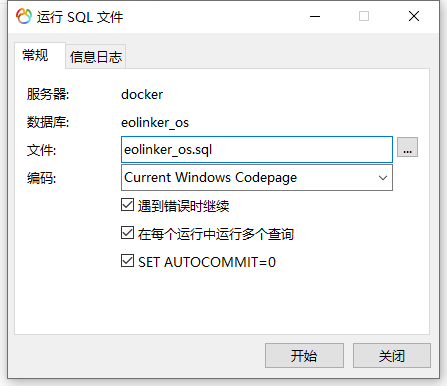 运行 SQL 文件
常规 信息日志
服务器: docker
数据库: eolinker_os
文件: eolinker_os.sql ...
编码: Current Windows Codepage
遇到错误时继续
在每个运行中运行多个查询
SET AUTOCOMMIT=0
开始 关闭